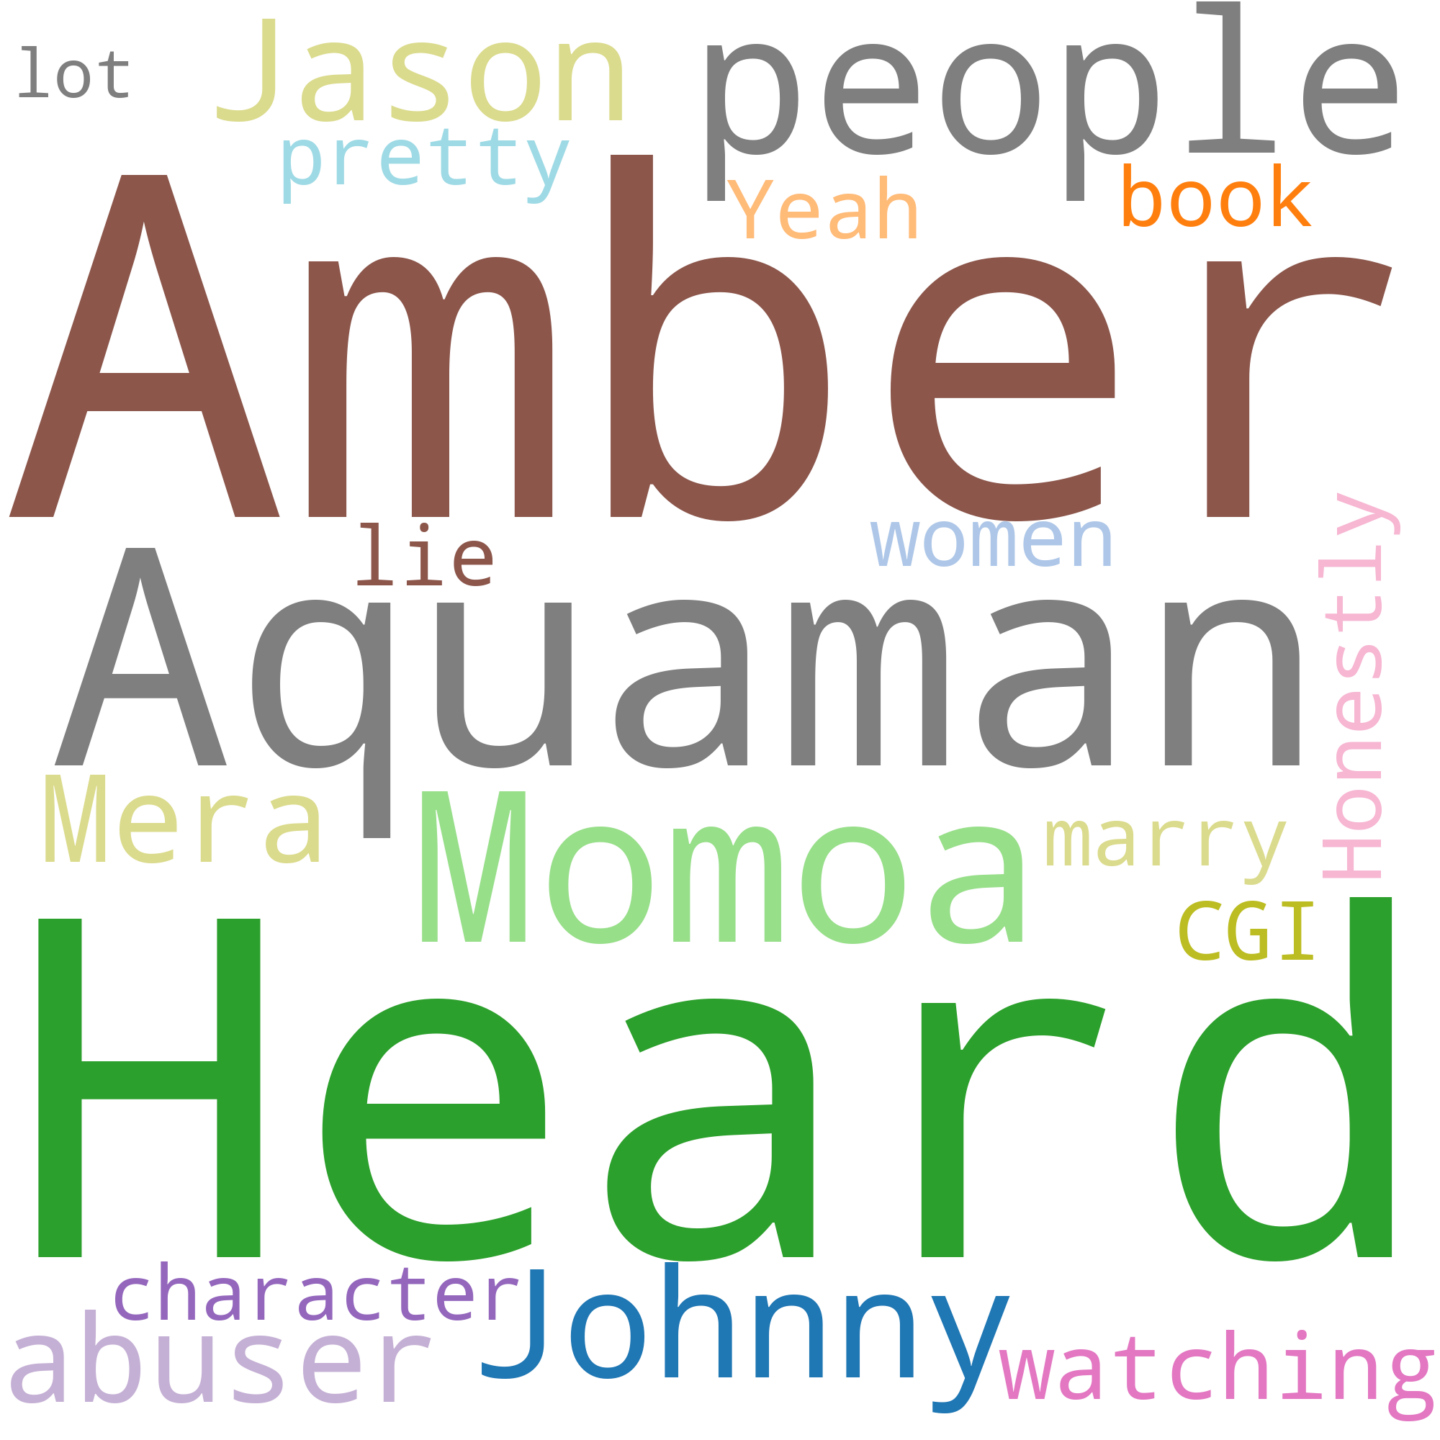 lot
Jason
people
pretty
Yeah
book
Amber
lie
women
Honestly
Aquaman
Mera
Momoa
marry
CGI
Heard
character
Johnny
abuser
watching